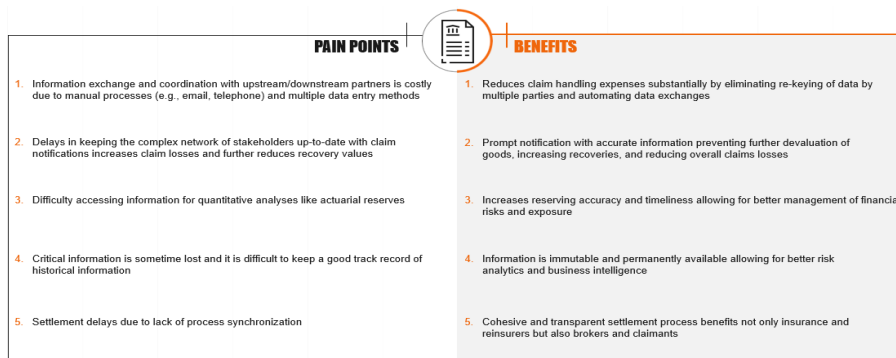 PAIN POINTS
1. Information exchange and coordination with upstream/downstream partners is costly
due to manual processes (e.g., email, telephone) and multiple data entry methods
2. Delays in keeping the complex network of stakeholders up-to-date with claim
notifications increases claim losses and further reduces recovery values
3. Difficulty accessing information for quantitative analyses like actuarial reserves
4. Critical information is sometime lost and it is difficult to keep a good track record of
historical information
5. Settlement delays due to lack of process synchronization
BENEFITS
1. Reduces claim handling expenses substantially by eliminating re-keying of data by
multiple parties and automating data exchanges
2. Prompt notification with accurate information preventing further devaluation of
goods, increasing recoveries, and reducing overall claims losses
3. Increases reserving accuracy and timeliness allowing for better management of financia
risks and exposure
4. Information is immutable and permanently available allowing for better risk
analytics and business intelligence
5. Cohesive and transparent settlement process benefits not only insurance and
reinsurers but also brokers and claimants